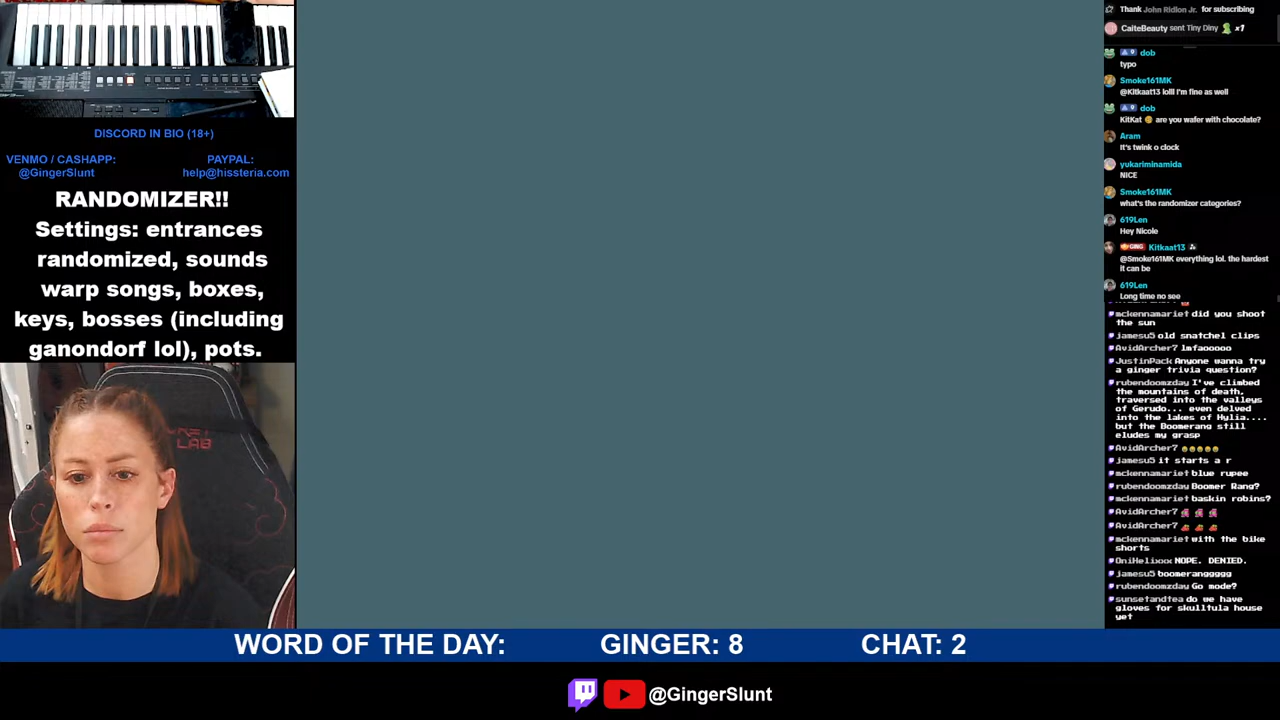 DISCORD IN BIO (18+)
VENMO / CASHAPP:
@GingerSlunt
PAYPAL:
help@hissteria.com
RANDOMIZER!!
Settings: entrances
randomized, sounds
warp songs, boxes,
keys, bosses (including
ganondorf lol), pots.
LAB
Thank John Ridlon Jr. for subscribing
CaiteBeauty sent Tiny Diny x1
dob
typo
Smoke161MK
@Kitkaat13 lolll I'm fine as well
dob
KitKat are you wafer with chocolate?
Aram
It's twink o clock
yukariminamida
NICE
Smoke161MK
what's the randomizer categories?
619Len
Hey Nicole
Kitkaat13
@Smoke161MK everything lol. the hardest
it can be
619Len
Long time no see
mckennamariet did you shoot
the sun
jamesu5 old snatchel clips
AvidArcher7 lmfaooooo
JustinPack Anyone wanna try
a ginger trivia question?
rubendoomzday I've climbed
the mountains of death,
traversed into the valleys
of Gerudo... even delved
into the lakes of Hylia....
but the Boomerang still
eludes my grasp
AvidArcher7
jamesu5 it starts a r
mckennamariet blue rupee
rubendoomzday Boomer Rang?
mckennamariet baskin robins?
AvidArcher7
AvidArcher7
mckennamariet with the bike
shorts
OniHelixxx NOPE. DENIED.
jamesu5 boomeranggggg
rubendoomzday Go mode?
sunsetandtea do we have
gloves for skulltula house
yet
WORD OF THE DAY: GINGER: 8 CHAT: 2
@GingerSlunt